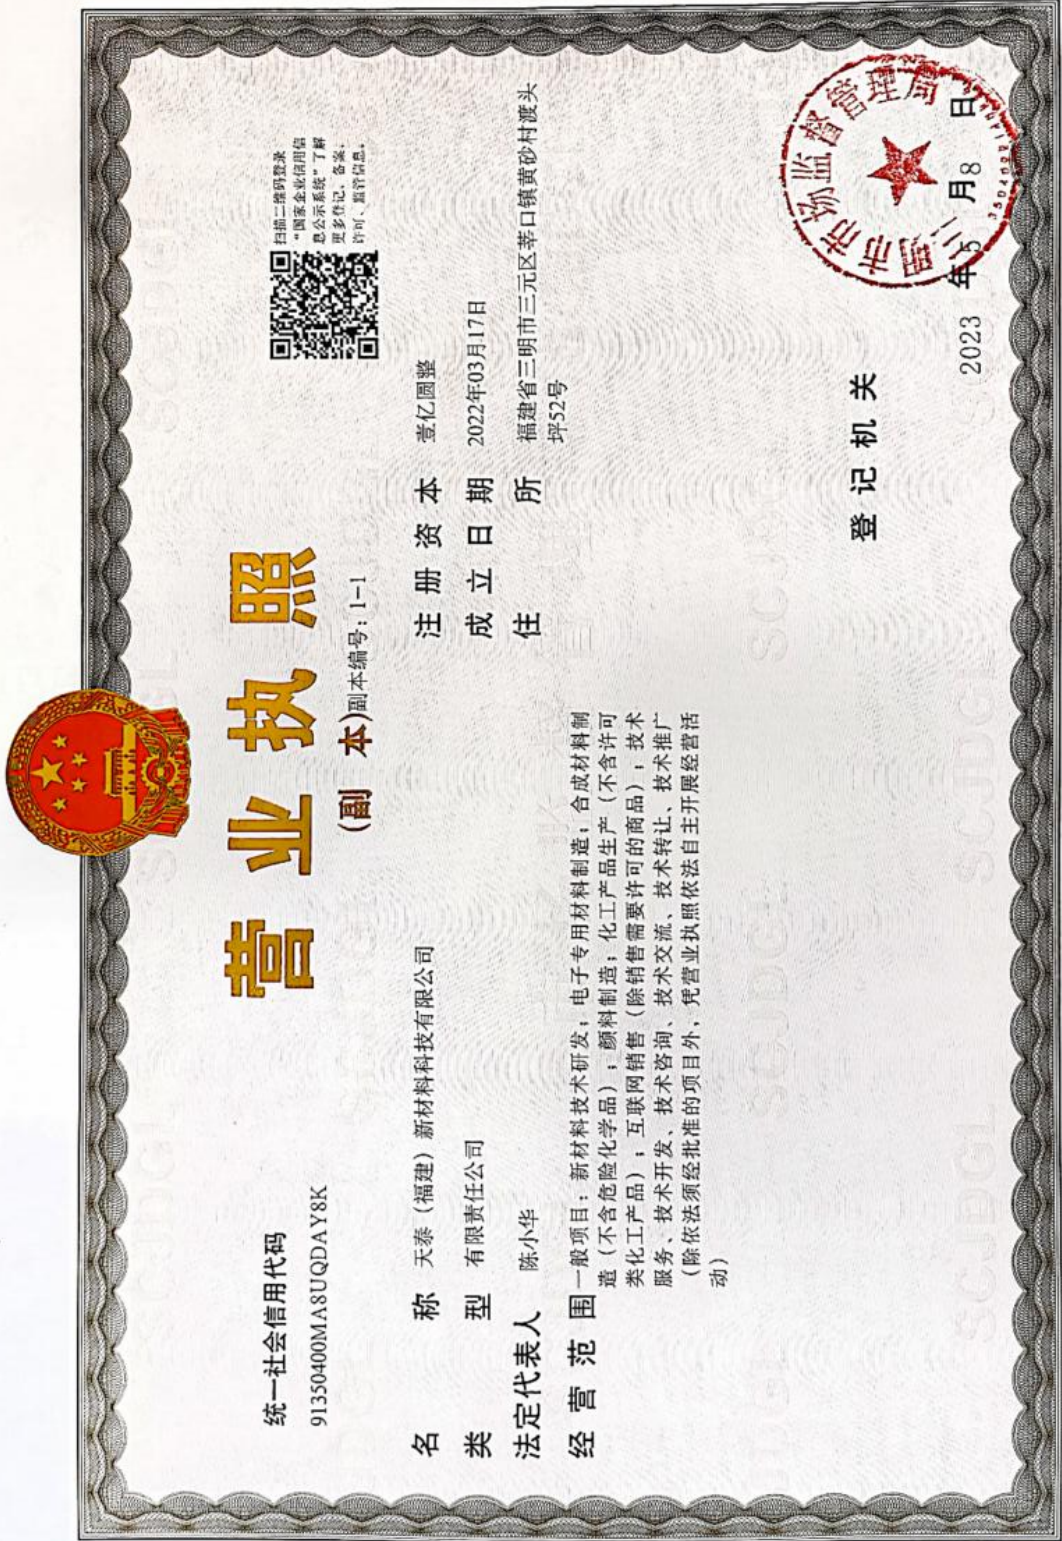 统一社会信用代码
91350400MA8UQDAY8K
营业执照
(副 本)副本编号：1-1
扫描二维码登录
“国家企业信用信
息公示系统”了解
更多登记、备案、
许可、监管信息。
名 称 天泰（福建）新材料科技有限公司
类 型 有限责任公司
法定代表人 陈小华
经营范围 一般项目：新材料技术研发；电子专用材料制造；合成材料制
造（不含危险化学品）；颜料制造；化工产品生产（不含许可
类化工产品）；互联网销售（除销售需要许可的商品）；技术
服务、技术开发、技术咨询、技术交流、技术转让、技术推广
（除依法须经批准的项目外，凭营业执照依法自主开展经营活
动）
注册资本 壹亿圆整
成立日期 2022年03月17日
住 所 福建省三明市三元区莘口镇黄砂村渡头
坪52号
登记机关
三明市市场监督管理局
2023 年 5 月 8 日
SCJDGL